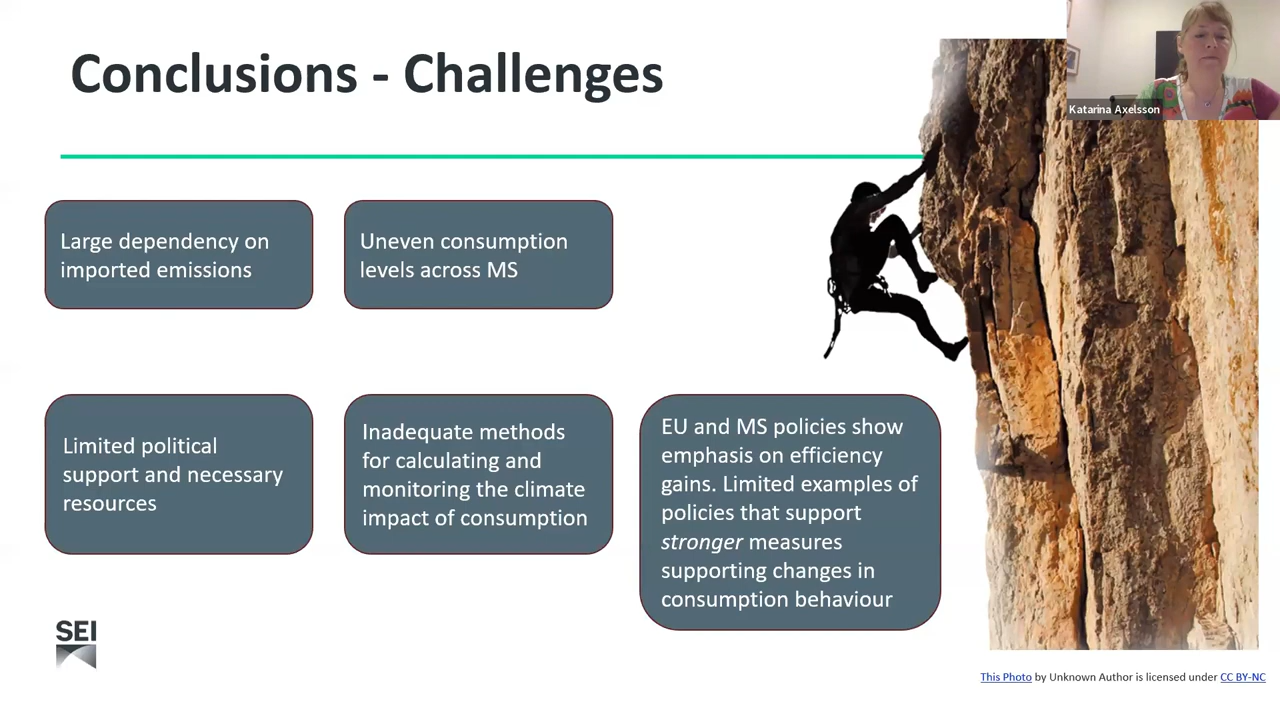 Conclusions - Challenges
Katarina Axelsson
Large dependency on
imported emissions
Uneven consumption
levels across MS
Limited political
support and necessary
resources
Inadequate methods
for calculating and
monitoring the climate
impact of consumption
EU and MS policies show
emphasis on efficiency
gains. Limited examples of
policies that support
stronger measures
supporting changes in
consumption behaviour
SEI
This Photo by Unknown Author is licensed under CC BY-NC